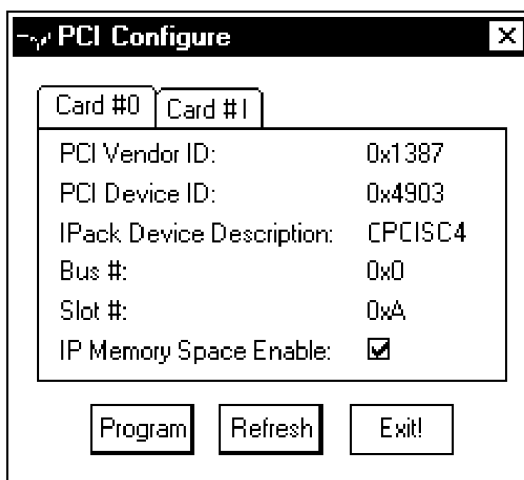 PCI Configure
Card #0 Card #1
PCI Vendor ID: 0x1387
PCI Device ID: 0x4903
IPack Device Description: CPCISC4
Bus #: 0x0
Slot #: 0xA
IP Memory Space Enable:
Program Refresh Exit!